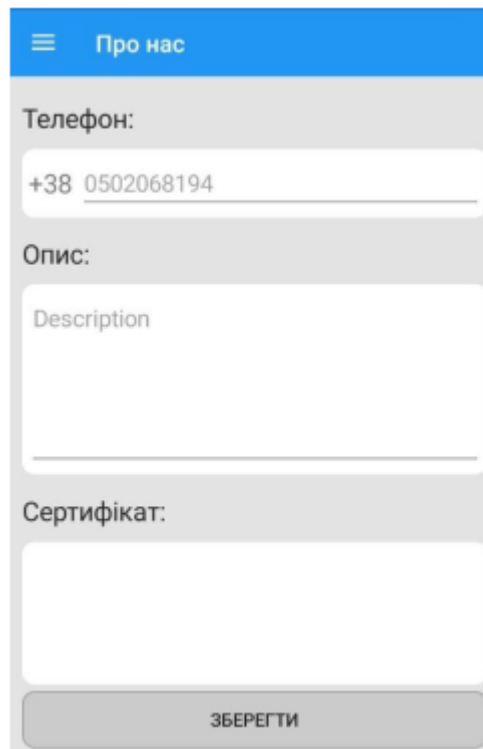 Про нас
Телефон:
+38 0502068194
Опис:
Description
Сертифікат:
ЗБЕРЕГТИ